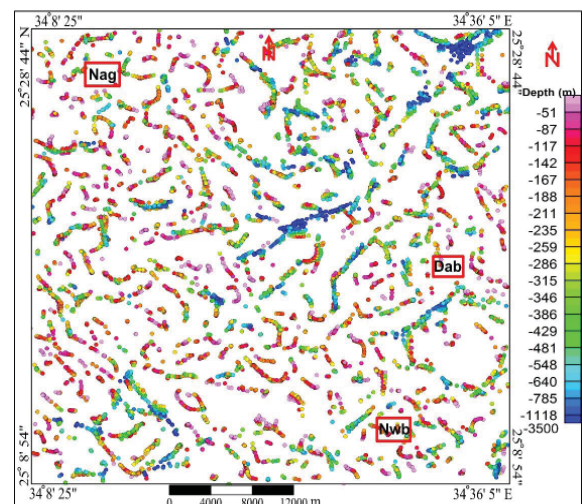 34°8' 25"
34°36' 5" E
25°28' 44" N
25°28' 44"
N
N
Nag
Depth (m)
-51
-87
-117
-142
-167
-188
-211
-235
-259
-286
-315
-346
-386
-429
-481
-548
-640
-785
-1118
-3500
Dab
Nwb
25°8' 54"
25°8' 54"
34°8' 25"
34°36' 5" E
0 4000 8000 12000 m